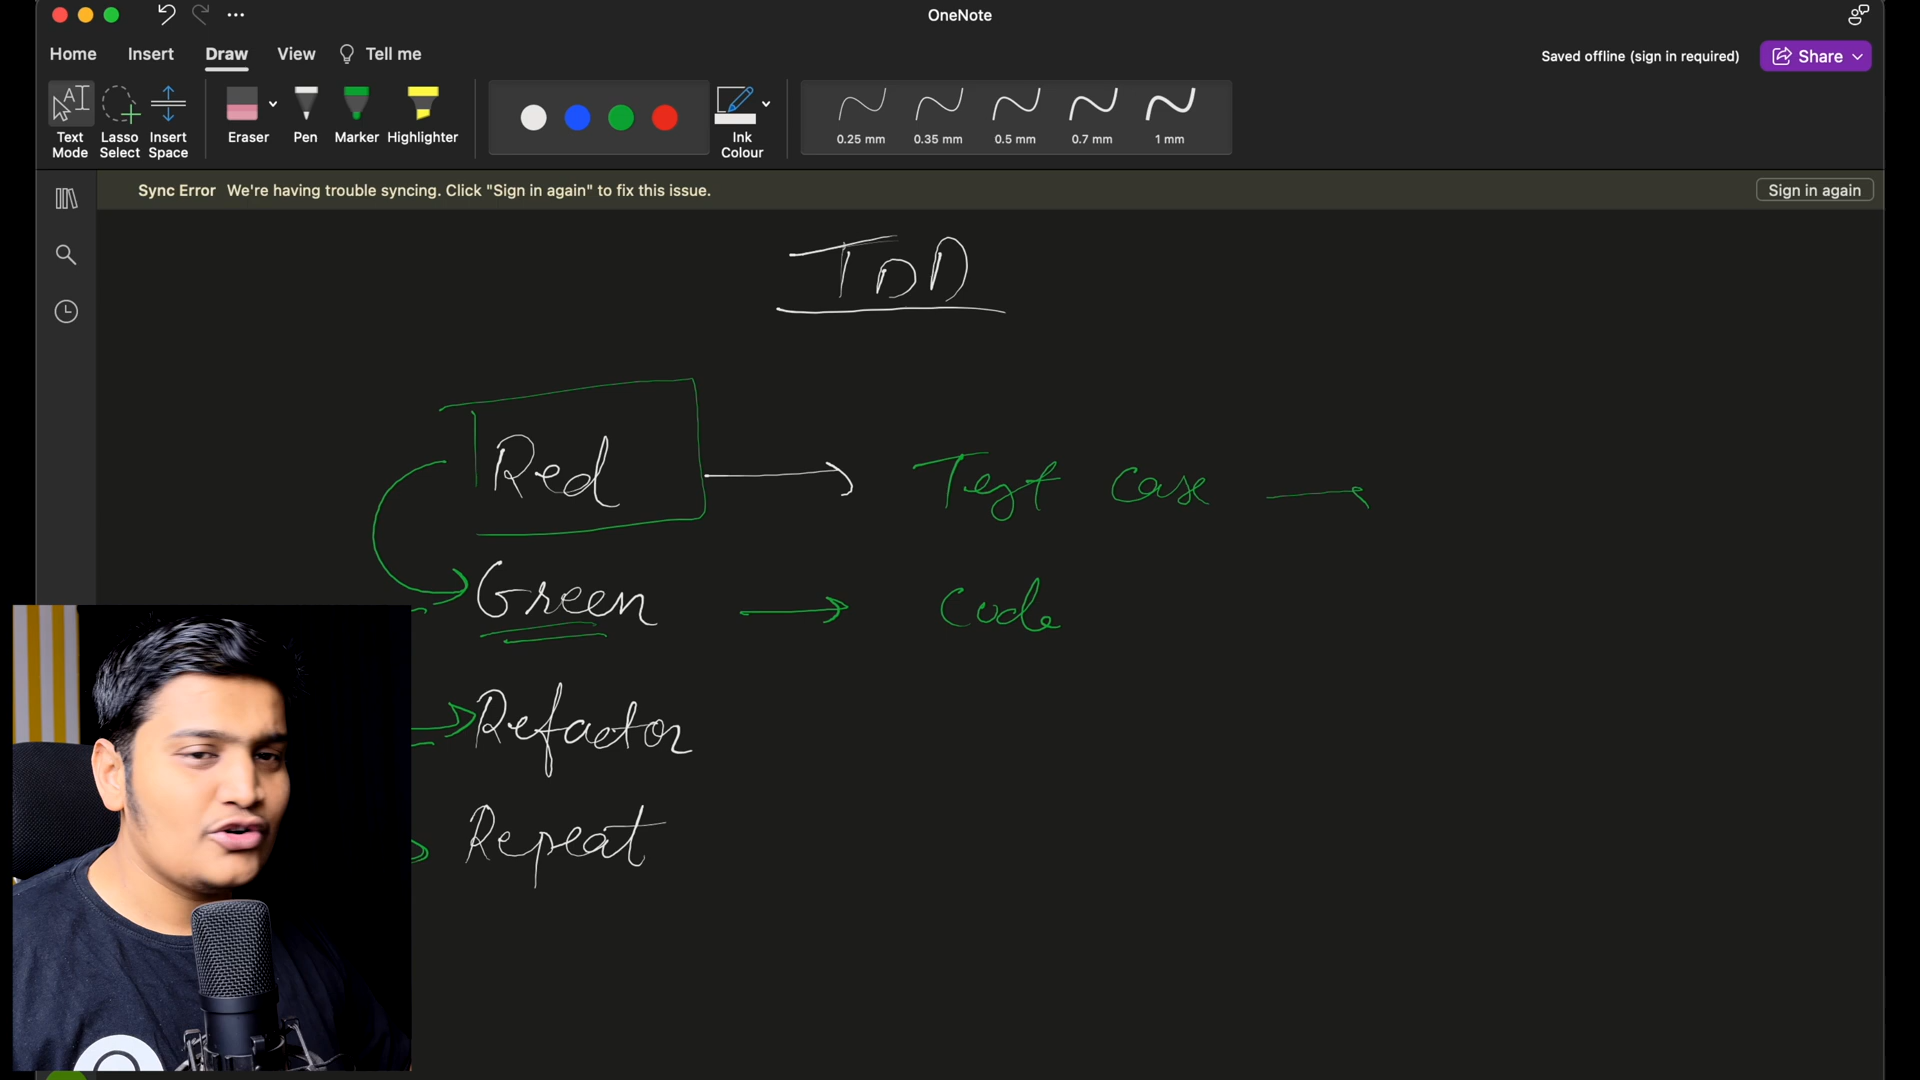 OneNote
Home Insert Draw View Tell me
Saved offline (sign in required) Share
Text Mode Lasso Select Insert Space Eraser Pen Marker Highlighter Ink Colour 0.25 mm 0.35 mm 0.5 mm 0.7 mm 1 mm
Sync Error We're having trouble syncing. Click "Sign in again" to fix this issue. Sign in again
TDD
Red → Test Case →
Green → Code
Refactor
Repeat